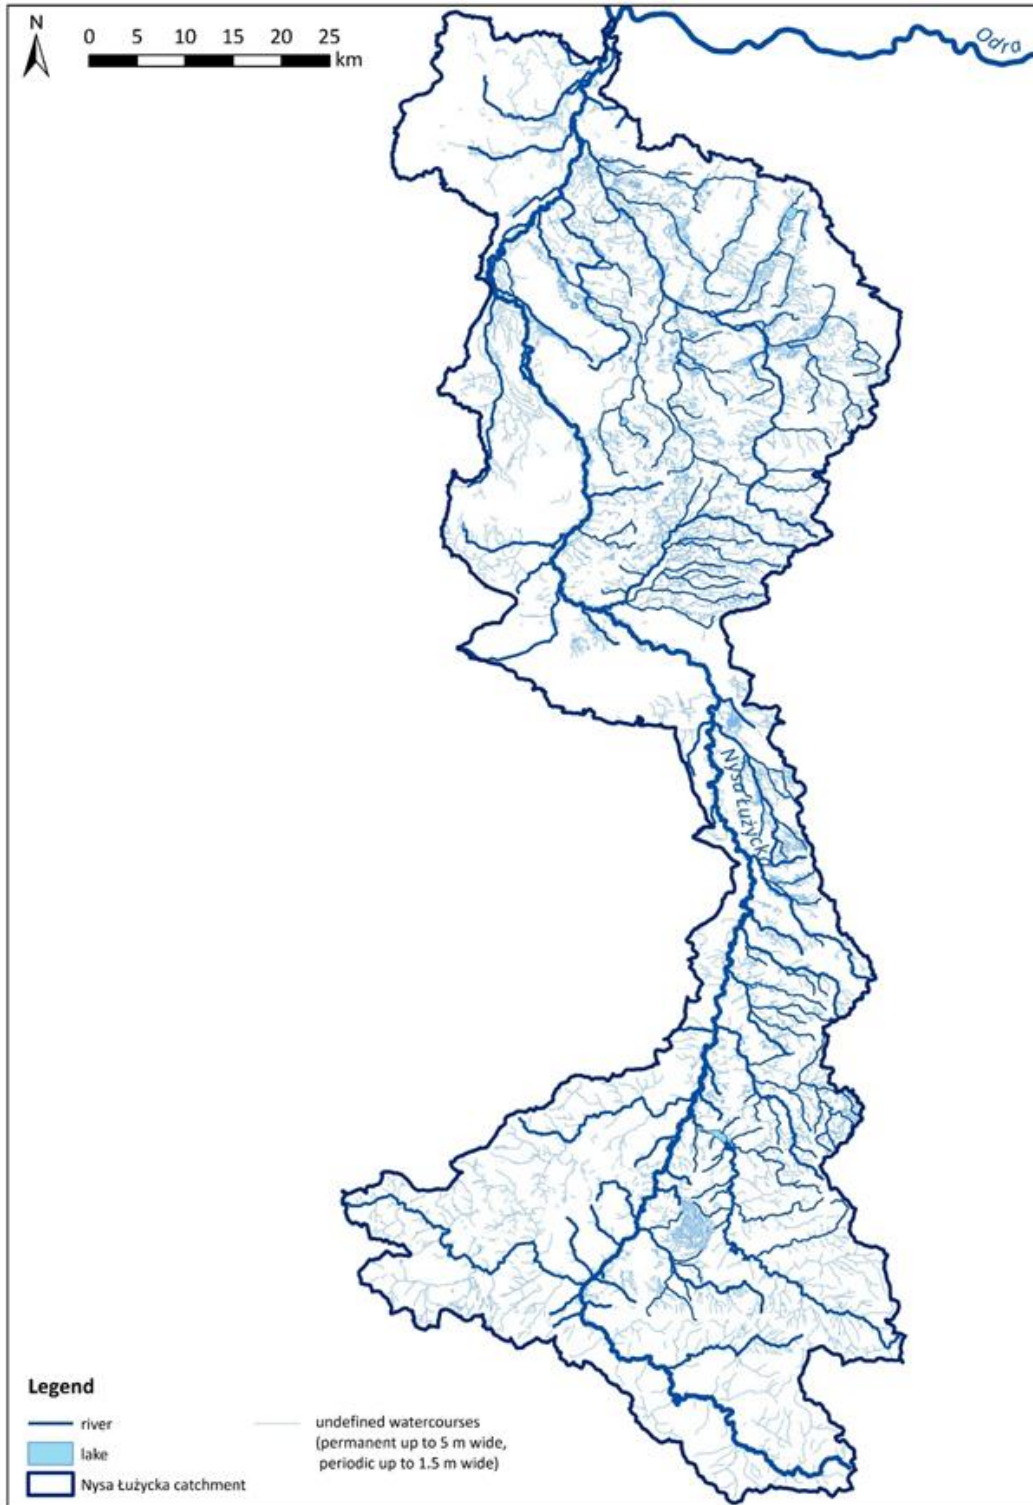 N
0 5 10 15 20 25
km
Odra
Nysa Łużycka
Legend
river
lake
Nysa Łużycka catchment
undefined watercourses
(permanent up to 5 m wide,
periodic up to 1.5 m wide)